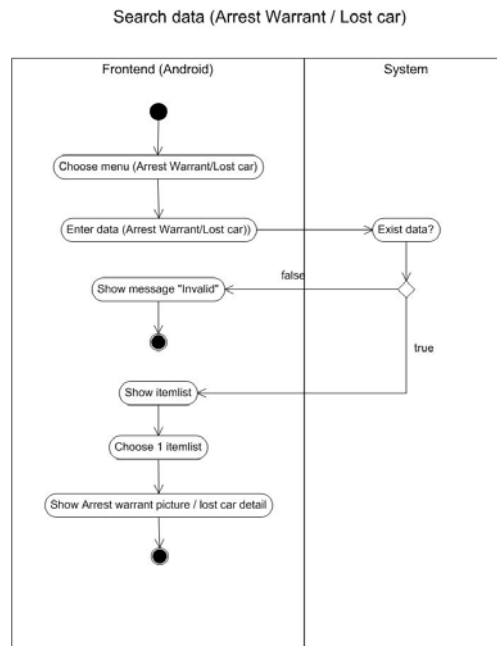 Search data (Arrest Warrant / Lost car)
Frontend (Android)
System
Choose menu (Arrest Warrant/Lost car)
Enter data (Arrest Warrant/Lost car))
Exist data?
false
Show message "Invalid"
true
Show itemlist
Choose 1 itemlist
Show Arrest warrant picture / lost car detail